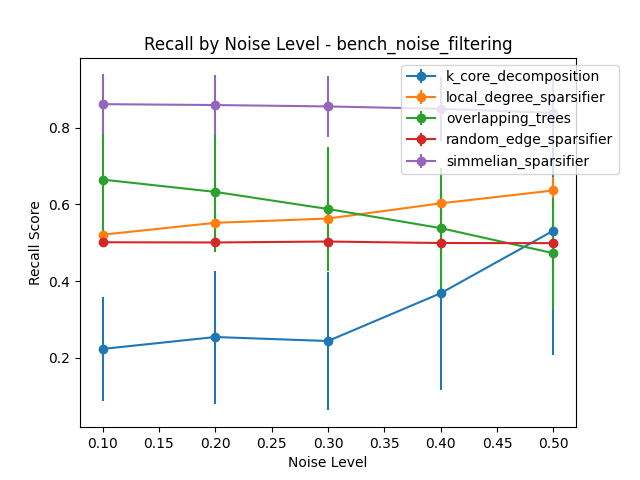 Recall by Noise Level - bench_noise_filtering
k_core_decomposition
local_degree_sparsifier
overlapping_trees
random_edge_sparsifier
simmelian_sparsifier
Recall Score
0.8
0.6
0.4
0.2
0.10 0.15 0.20 0.25 0.30 0.35 0.40 0.45 0.50
Noise Level